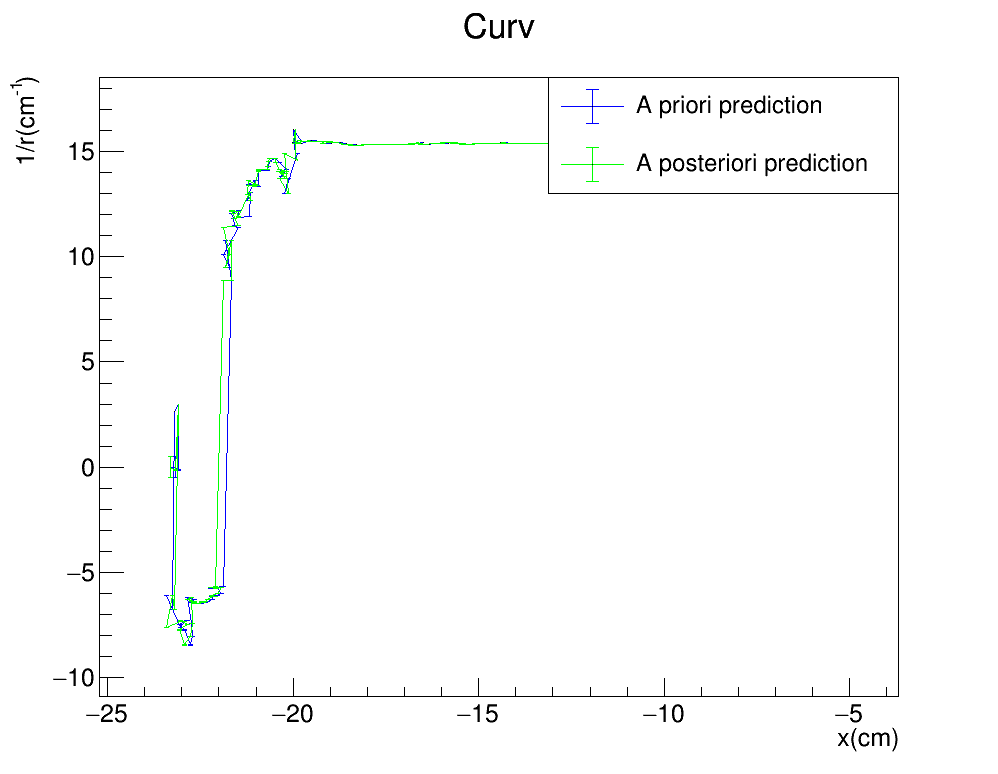 Curv
1/r(cm⁻¹)
A priori prediction
A posteriori prediction
15
10
5
0
−5
−10
−25 −20 −15 −10 −5
x(cm)